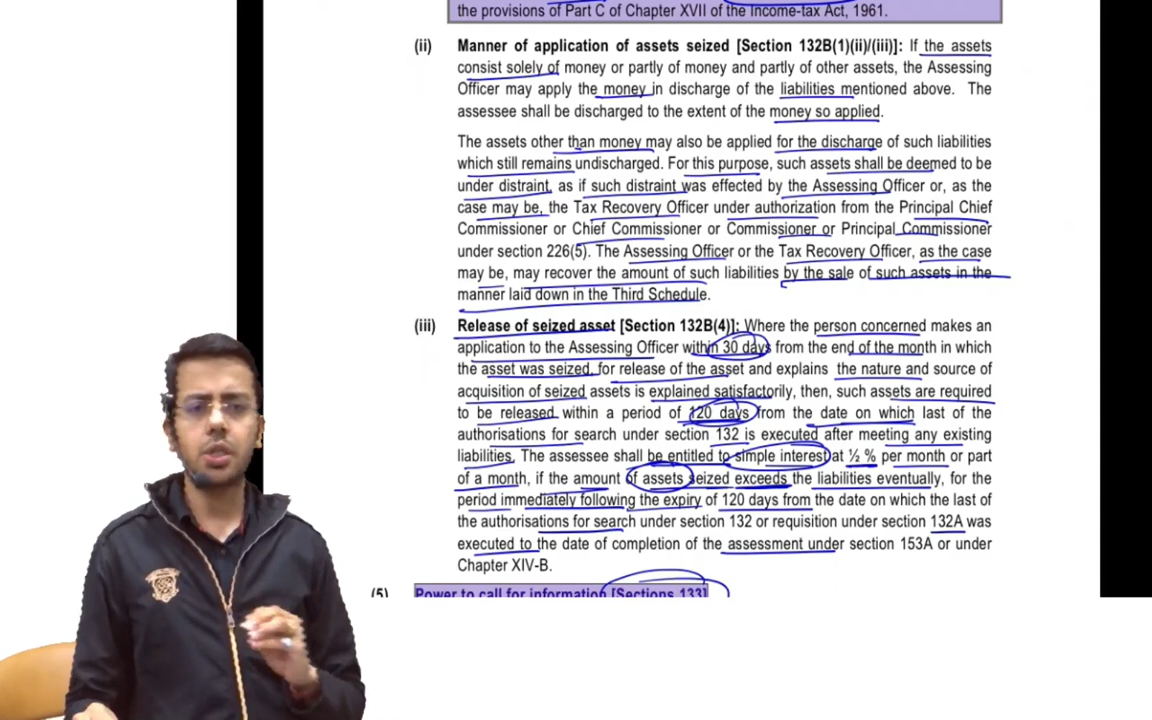 the provisions of Part C of Chapter XVII of the Income-tax Act, 1961.
(ii) Manner of application of assets seized [Section 132B(1)(ii)/(iii)]: If the assets
consist solely of money or partly of money and partly of other assets, the Assessing
Officer may apply the money in discharge of the liabilities mentioned above. The
assessee shall be discharged to the extent of the money so applied.
The assets other than money may also be applied for the discharge of such liabilities
which still remains undischarged. For this purpose, such assets shall be deemed to be
under distraint, as if such distraint was effected by the Assessing Officer or, as the
case may be, the Tax Recovery Officer under authorization from the Principal Chief
Commissioner or Chief Commissioner or Commissioner or Principal Commissioner
under section 226(5). The Assessing Officer or the Tax Recovery Officer, as the case
may be, may recover the amount of such liabilities by the sale of such assets in the
manner laid down in the Third Schedule.
(iii) Release of seized asset [Section 132B(4)]: Where the person concerned makes an
application to the Assessing Officer within 30 days from the end of the month in which
the asset was seized, for release of the asset and explains the nature and source of
acquisition of seized assets is explained satisfactorily, then, such assets are required
to be released within a period of 120 days from the date on which last of the
authorisations for search under section 132 is executed after meeting any existing
liabilities. The assessee shall be entitled to simple interest at ½ % per month or part
of a month, if the amount of assets seized exceeds the liabilities eventually, for the
period immediately following the expiry of 120 days from the date on which the last of
the authorisations for search under section 132 or requisition under section 132A was
executed to the date of completion of the assessment under section 153A or under
Chapter XIV-B.
(5) Power to call for information [Sections 133]